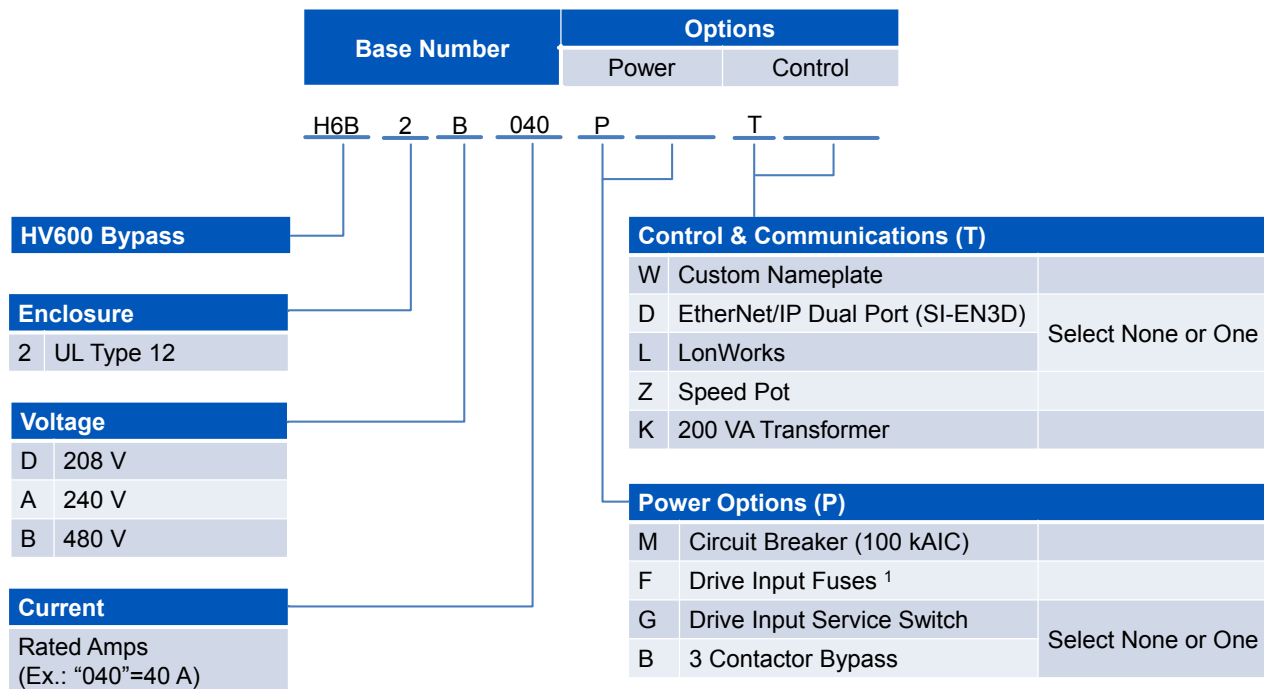 Base Number
Options
Power Control
H6B 2 B 040 P T
HV600 Bypass
Enclosure
2 UL Type 12
Voltage
D 208 V
A 240 V
B 480 V
Current
Rated Amps
(Ex.: “040”=40 A)
Control & Communications (T)
W Custom Nameplate
D EtherNet/IP Dual Port (SI-EN3D)
L LonWorks
Select None or One
Z Speed Pot
K 200 VA Transformer
Power Options (P)
M Circuit Breaker (100 kAIC)
F Drive Input Fuses ¹
G Drive Input Service Switch
B 3 Contactor Bypass
Select None or One